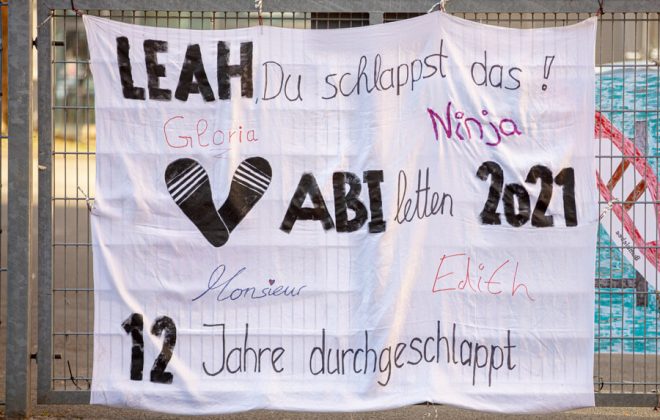 LEAH, Du schlappst das!
Gloria
Ninja
ABI letten 2021
Monsieur
Edith
12 Jahre durchgeschlappt